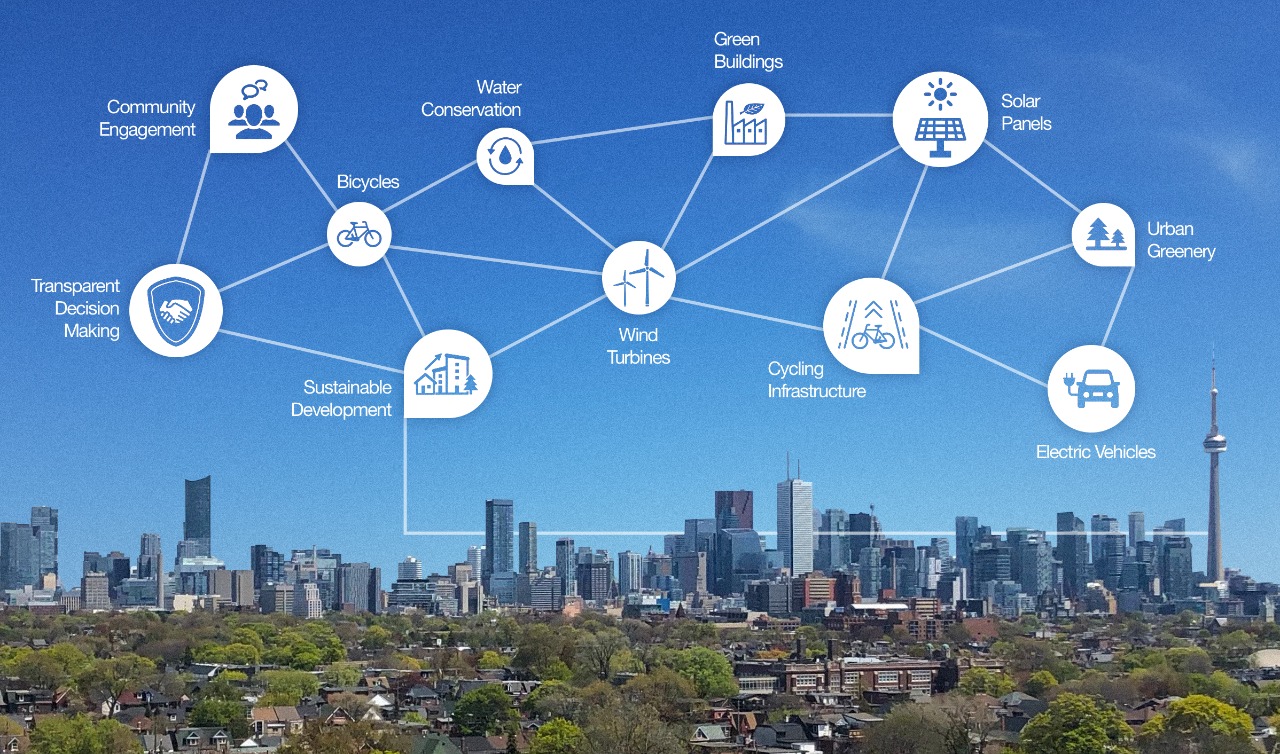 Green
Buildings
Water
Conservation
Community
Engagement
Solar
Panels
Bicycles
Urban
Greenery
Transparent
Decision
Making
Wind
Turbines
Cycling
Infrastructure
Sustainable
Development
Electric Vehicles